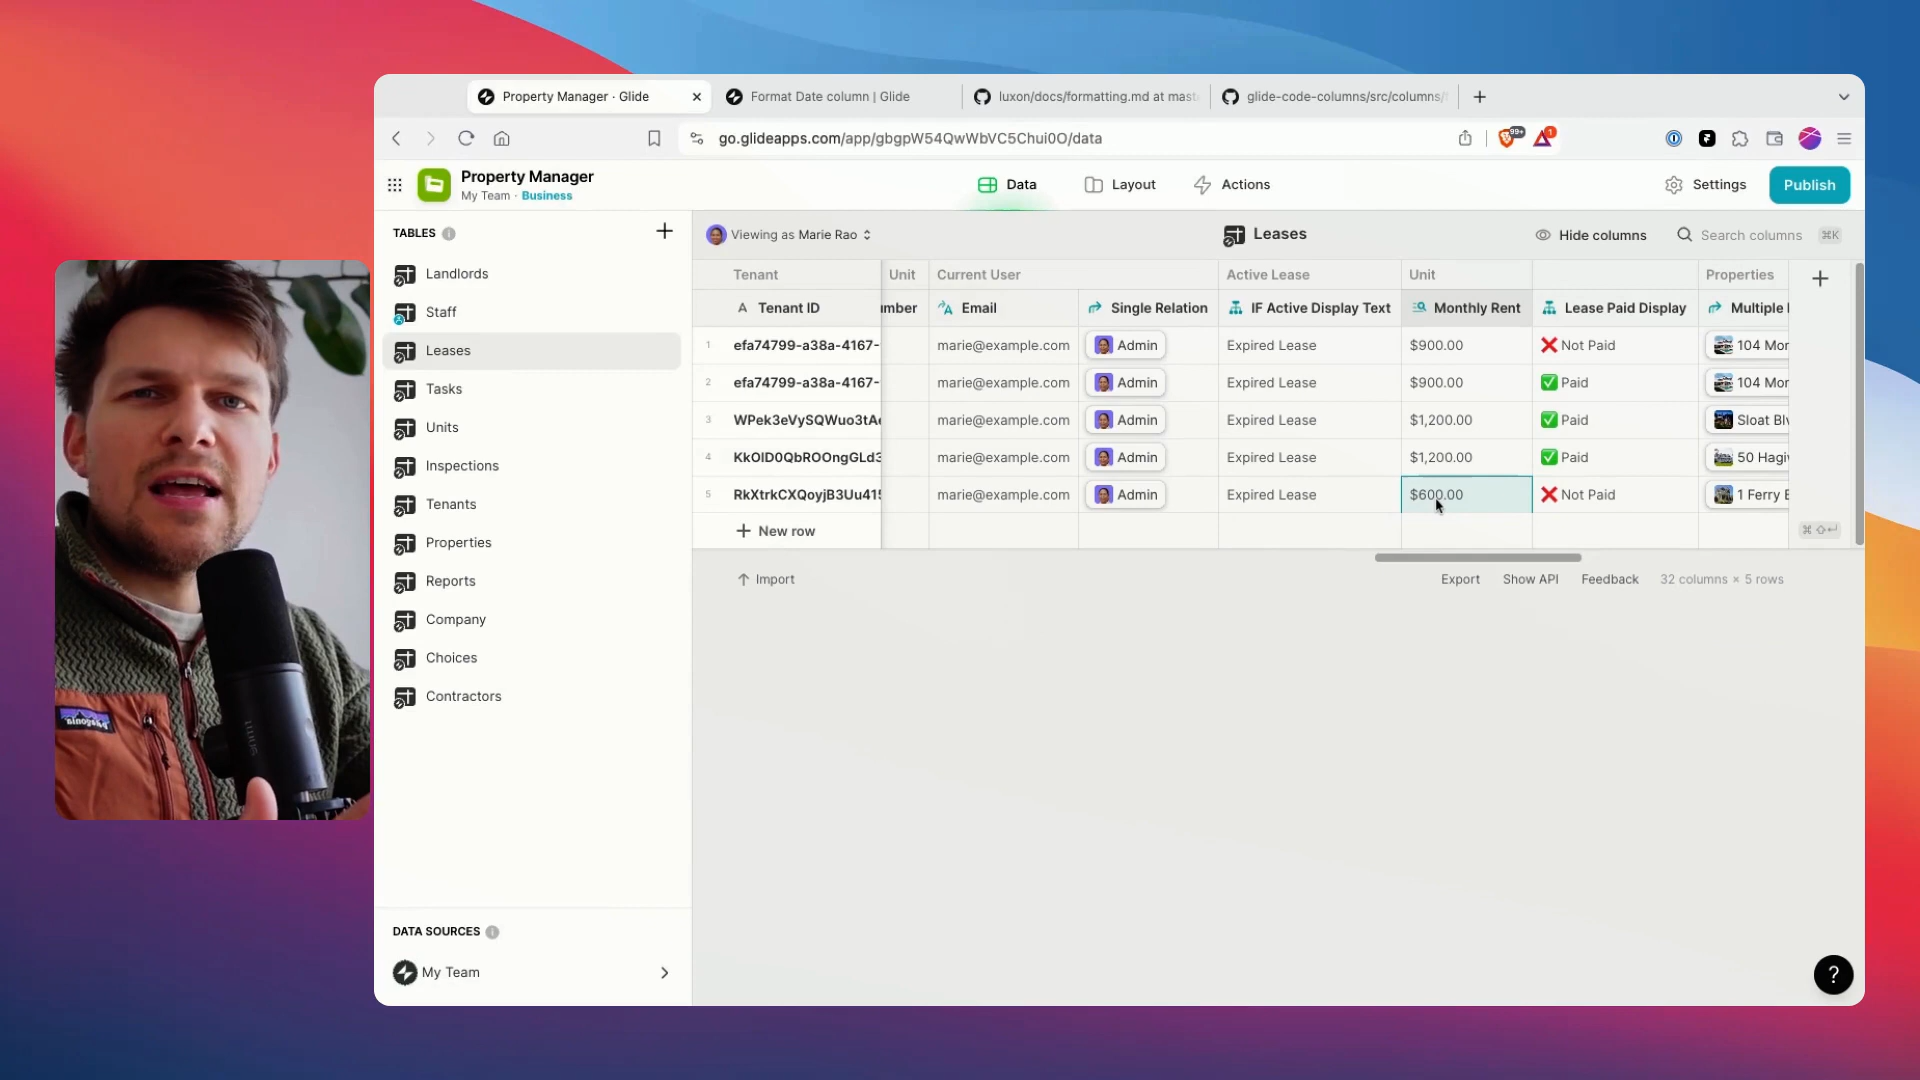 Property Manager · Glide
Format Date column | Glide
luxon/docs/formatting.md at mast
glide-code-columns/src/columns/
go.glideapps.com/app/gbgpW54QwWbVC5Chui0O/data
99+
1
Property Manager
My Team · Business
Data
Layout
Actions
Settings
Publish
TABLES
Landlords
Staff
Leases
Tasks
Units
Inspections
Tenants
Properties
Reports
Company
Choices
Contractors
DATA SOURCES
My Team
Viewing as Marie Rao
Leases
Hide columns
Search columns ⌘K
Tenant Unit Current User Active Lease Unit Properties
Tenant ID mber Email Single Relation IF Active Display Text Monthly Rent Lease Paid Display Multiple
1 efa74799-a38a-4167- marie@example.com Admin Expired Lease $900.00 ❌ Not Paid 104 Mor
2 efa74799-a38a-4167- marie@example.com Admin Expired Lease $900.00 ✅ Paid 104 Mor
3 WPek3eVySQWuo3tA marie@example.com Admin Expired Lease $1,200.00 ✅ Paid Sloat Blv
4 KkOlD0QbROOngGLd3 marie@example.com Admin Expired Lease $1,200.00 ✅ Paid 50 Hagi
5 RkXtrkCXQoyjB3Uu415 marie@example.com Admin Expired Lease $600.00 ❌ Not Paid 1 Ferry B
New row
Import
Export Show API Feedback 32 columns × 5 rows
?
patagonia